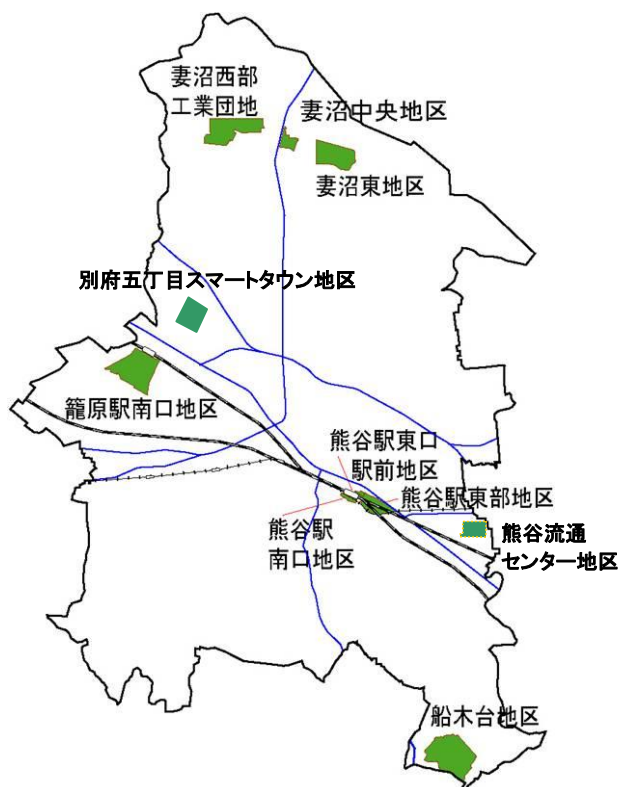 妻沼西部
工業団地
妻沼中央地区
妻沼東地区
別府五丁目スマートタウン地区
籠原駅南口地区
熊谷駅東口
駅前地区
熊谷駅東部地区
熊谷駅
南口地区
熊谷流通
センター地区
船木台地区